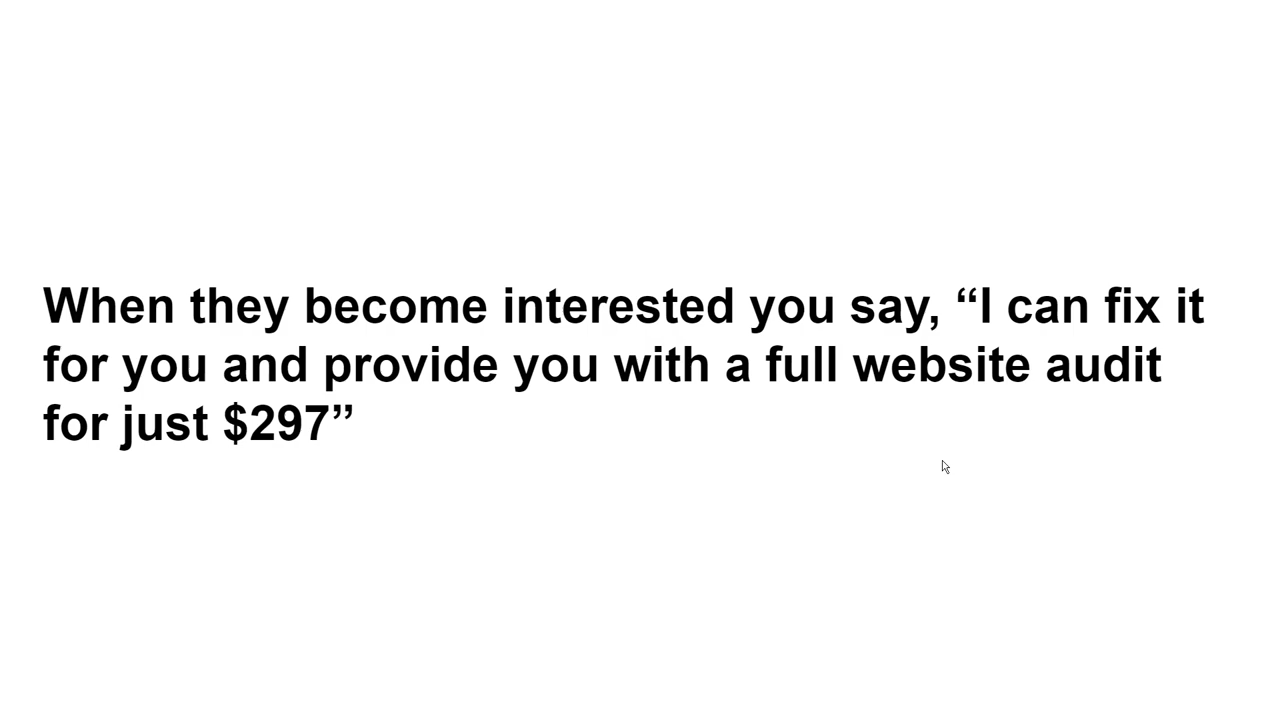 When they become interested you say, “I can fix it
for you and provide you with a full website audit
for just $297”